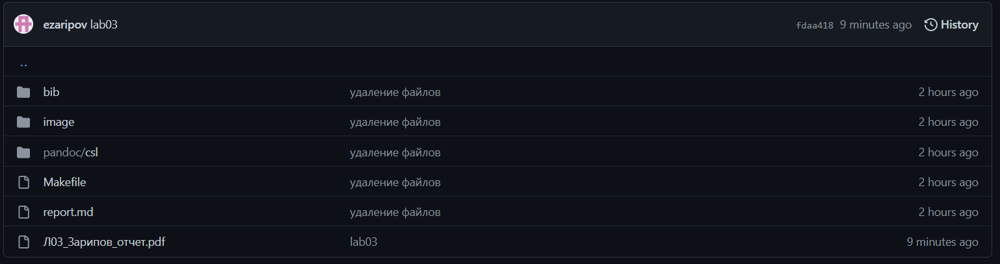 ezaripov lab03 fdaa418 9 minutes ago History
..
bib удаление файлов 2 hours ago
image удаление файлов 2 hours ago
pandoc/csl удаление файлов 2 hours ago
Makefile удаление файлов 2 hours ago
report.md удаление файлов 2 hours ago
Л03_Зарипов_отчет.pdf lab03 9 minutes ago